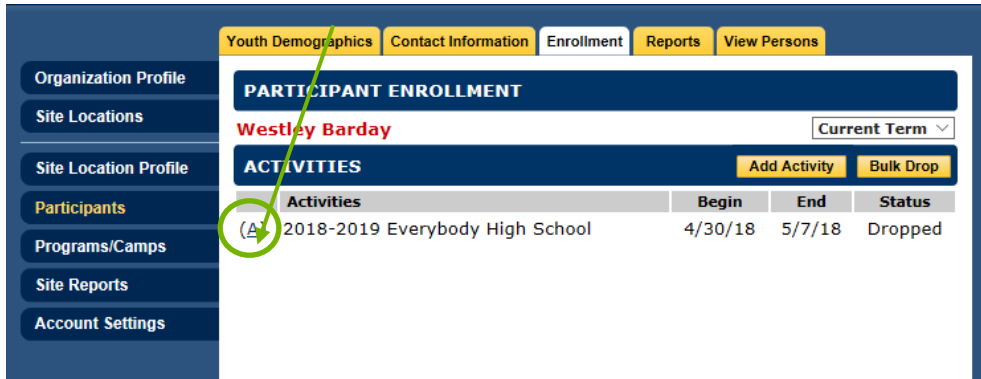 Youth Demographics Contact Information Enrollment Reports View Persons
Organization Profile
Site Locations
Site Location Profile
Participants
Programs/Camps
Site Reports
Account Settings
PARTICIPANT ENROLLMENT
Westley Barday Current Term
ACTIVITIES Add Activity Bulk Drop
Activities Begin End Status
(A) 2018-2019 Everybody High School 4/30/18 5/7/18 Dropped